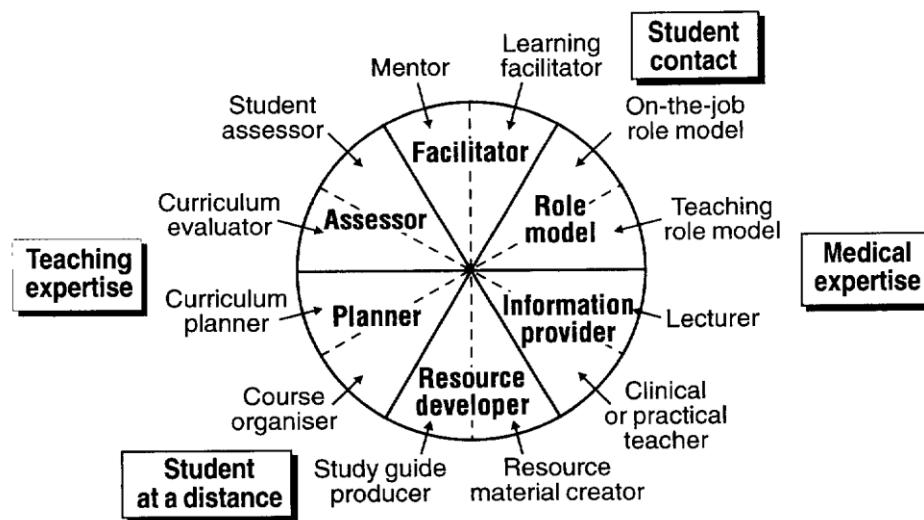 Student
contact
Learning
facilitator
Mentor
Student
assessor
On-the-job
role model
Facilitator
Curriculum
evaluator
Assessor
Role
model
Teaching
role model
Teaching
expertise
Medical
expertise
Curriculum
planner
Planner
Information
provider
Lecturer
Course
organiser
Resource
developer
Clinical
or practical
teacher
Student
at a distance
Study guide
producer
Resource
material creator